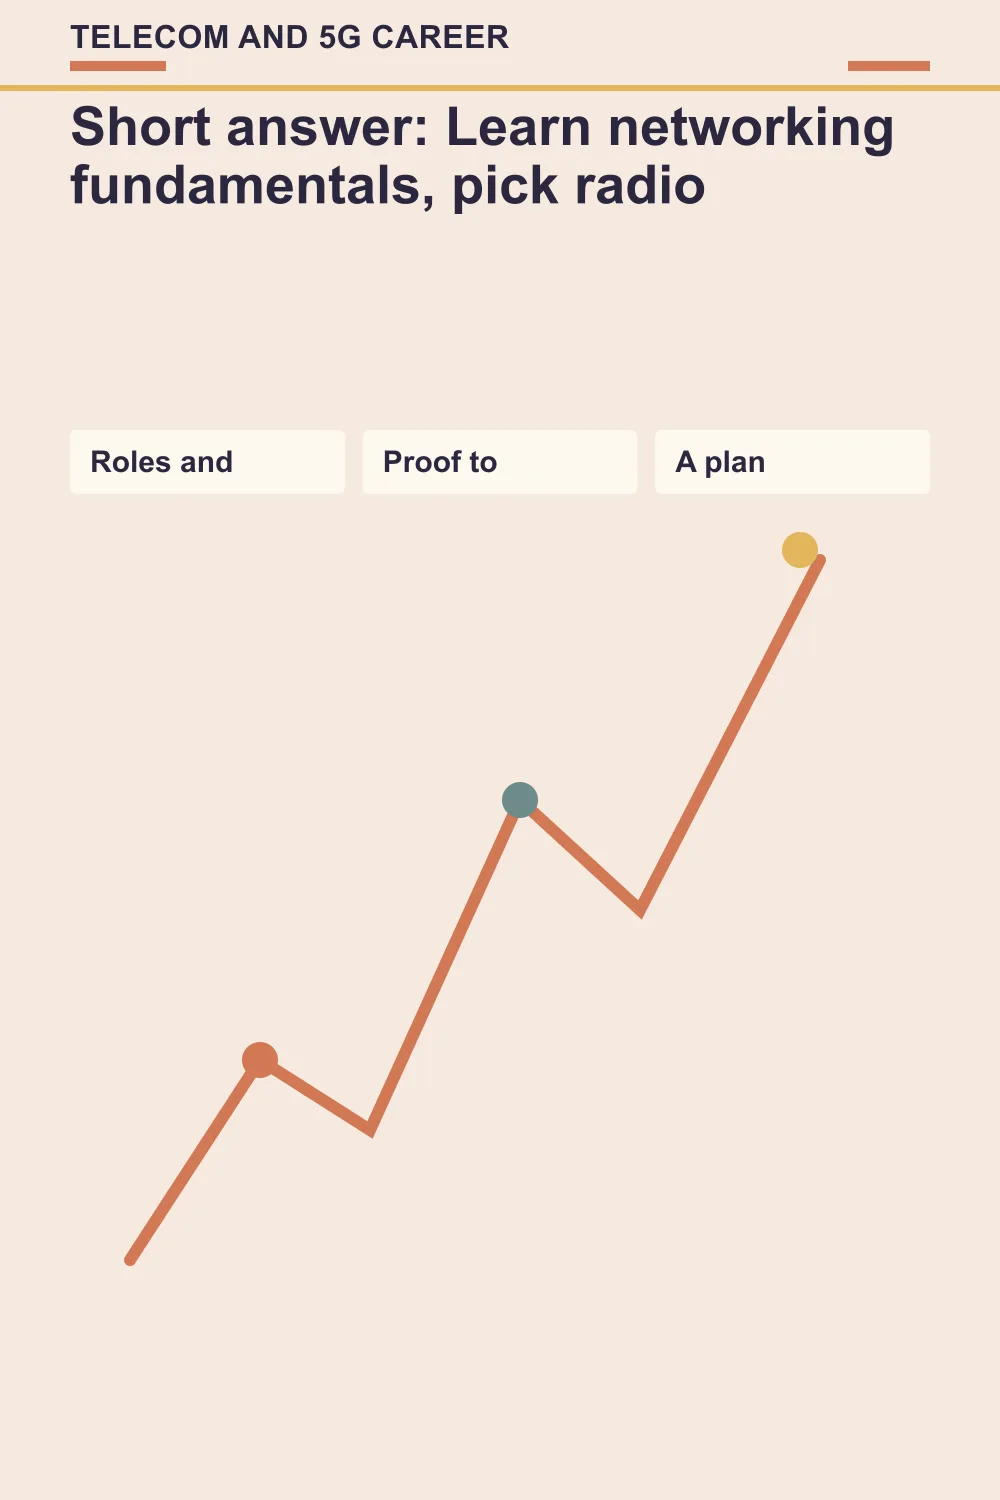 TELECOM AND 5G CAREER
Short answer: Learn networking
fundamentals, pick radio
Roles and
Proof to
A plan